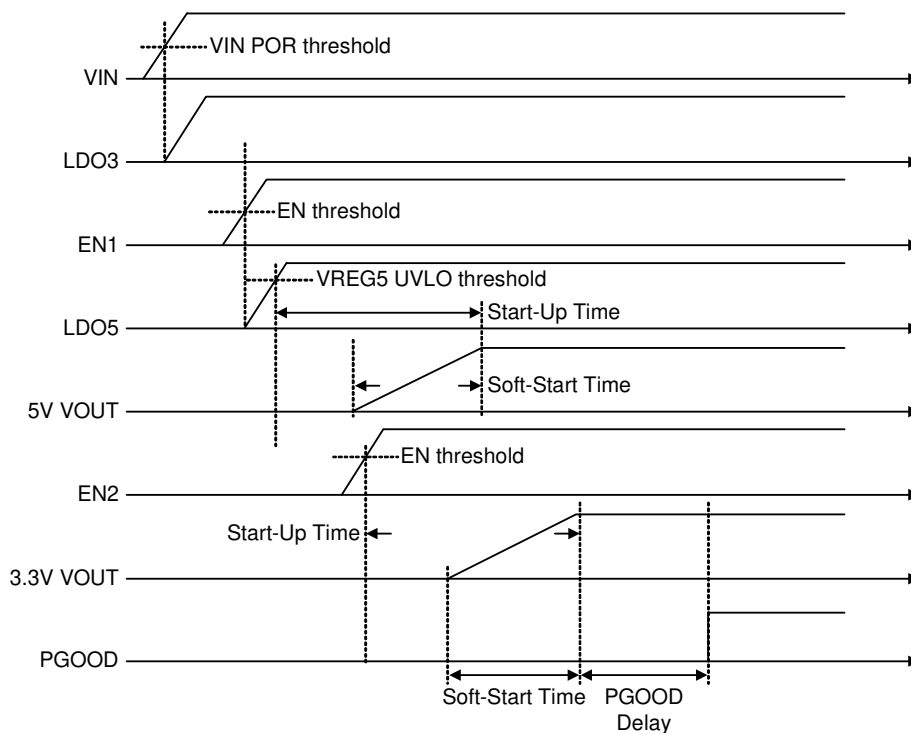 VIN POR threshold
VIN
LDO3
EN threshold
EN1
VREG5 UVLO threshold
Start-Up Time
LDO5
Soft-Start Time
5V VOUT
EN threshold
EN2
Start-Up Time
3.3V VOUT
PGOOD
Soft-Start Time
PGOOD
Delay